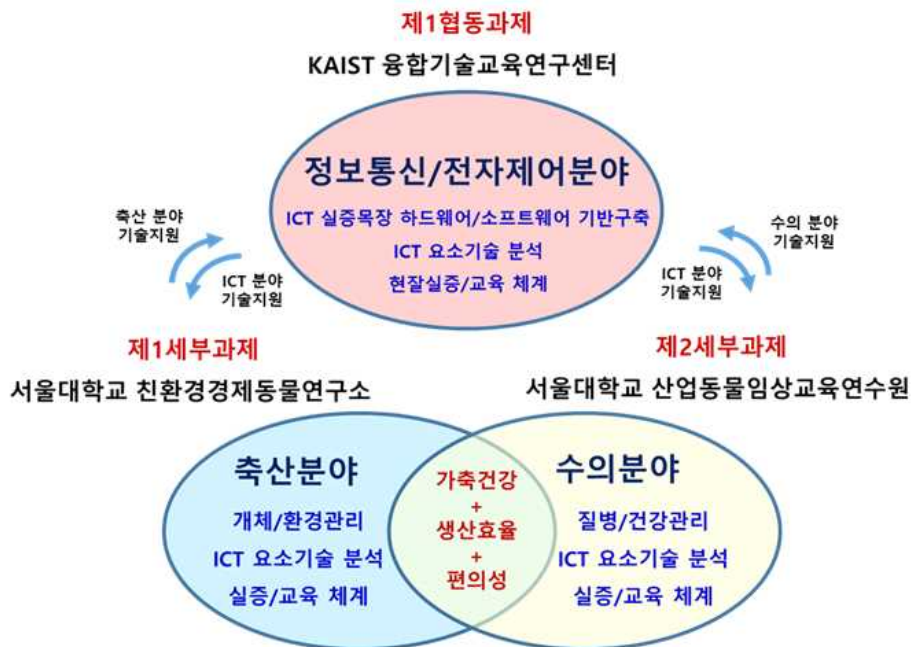 제1협동과제
KAIST 융합기술교육연구센터
정보통신/전자제어분야
ICT 실증목장 하드웨어/소프트웨어 기반구축
ICT 요소기술 분석
현잘실증/교육 체계
축산 분야
기술지원
ICT 분야
기술지원
수의 분야
기술지원
ICT 분야
기술지원
제1세부과제
서울대학교 친환경경제동물연구소
제2세부과제
서울대학교 산업동물임상교육연수원
축산분야
개체/환경관리
ICT 요소기술 분석
실증/교육 체계
가축건강
+
생산효율
+
편의성
수의분야
질병/건강관리
ICT 요소기술 분석
실증/교육 체계